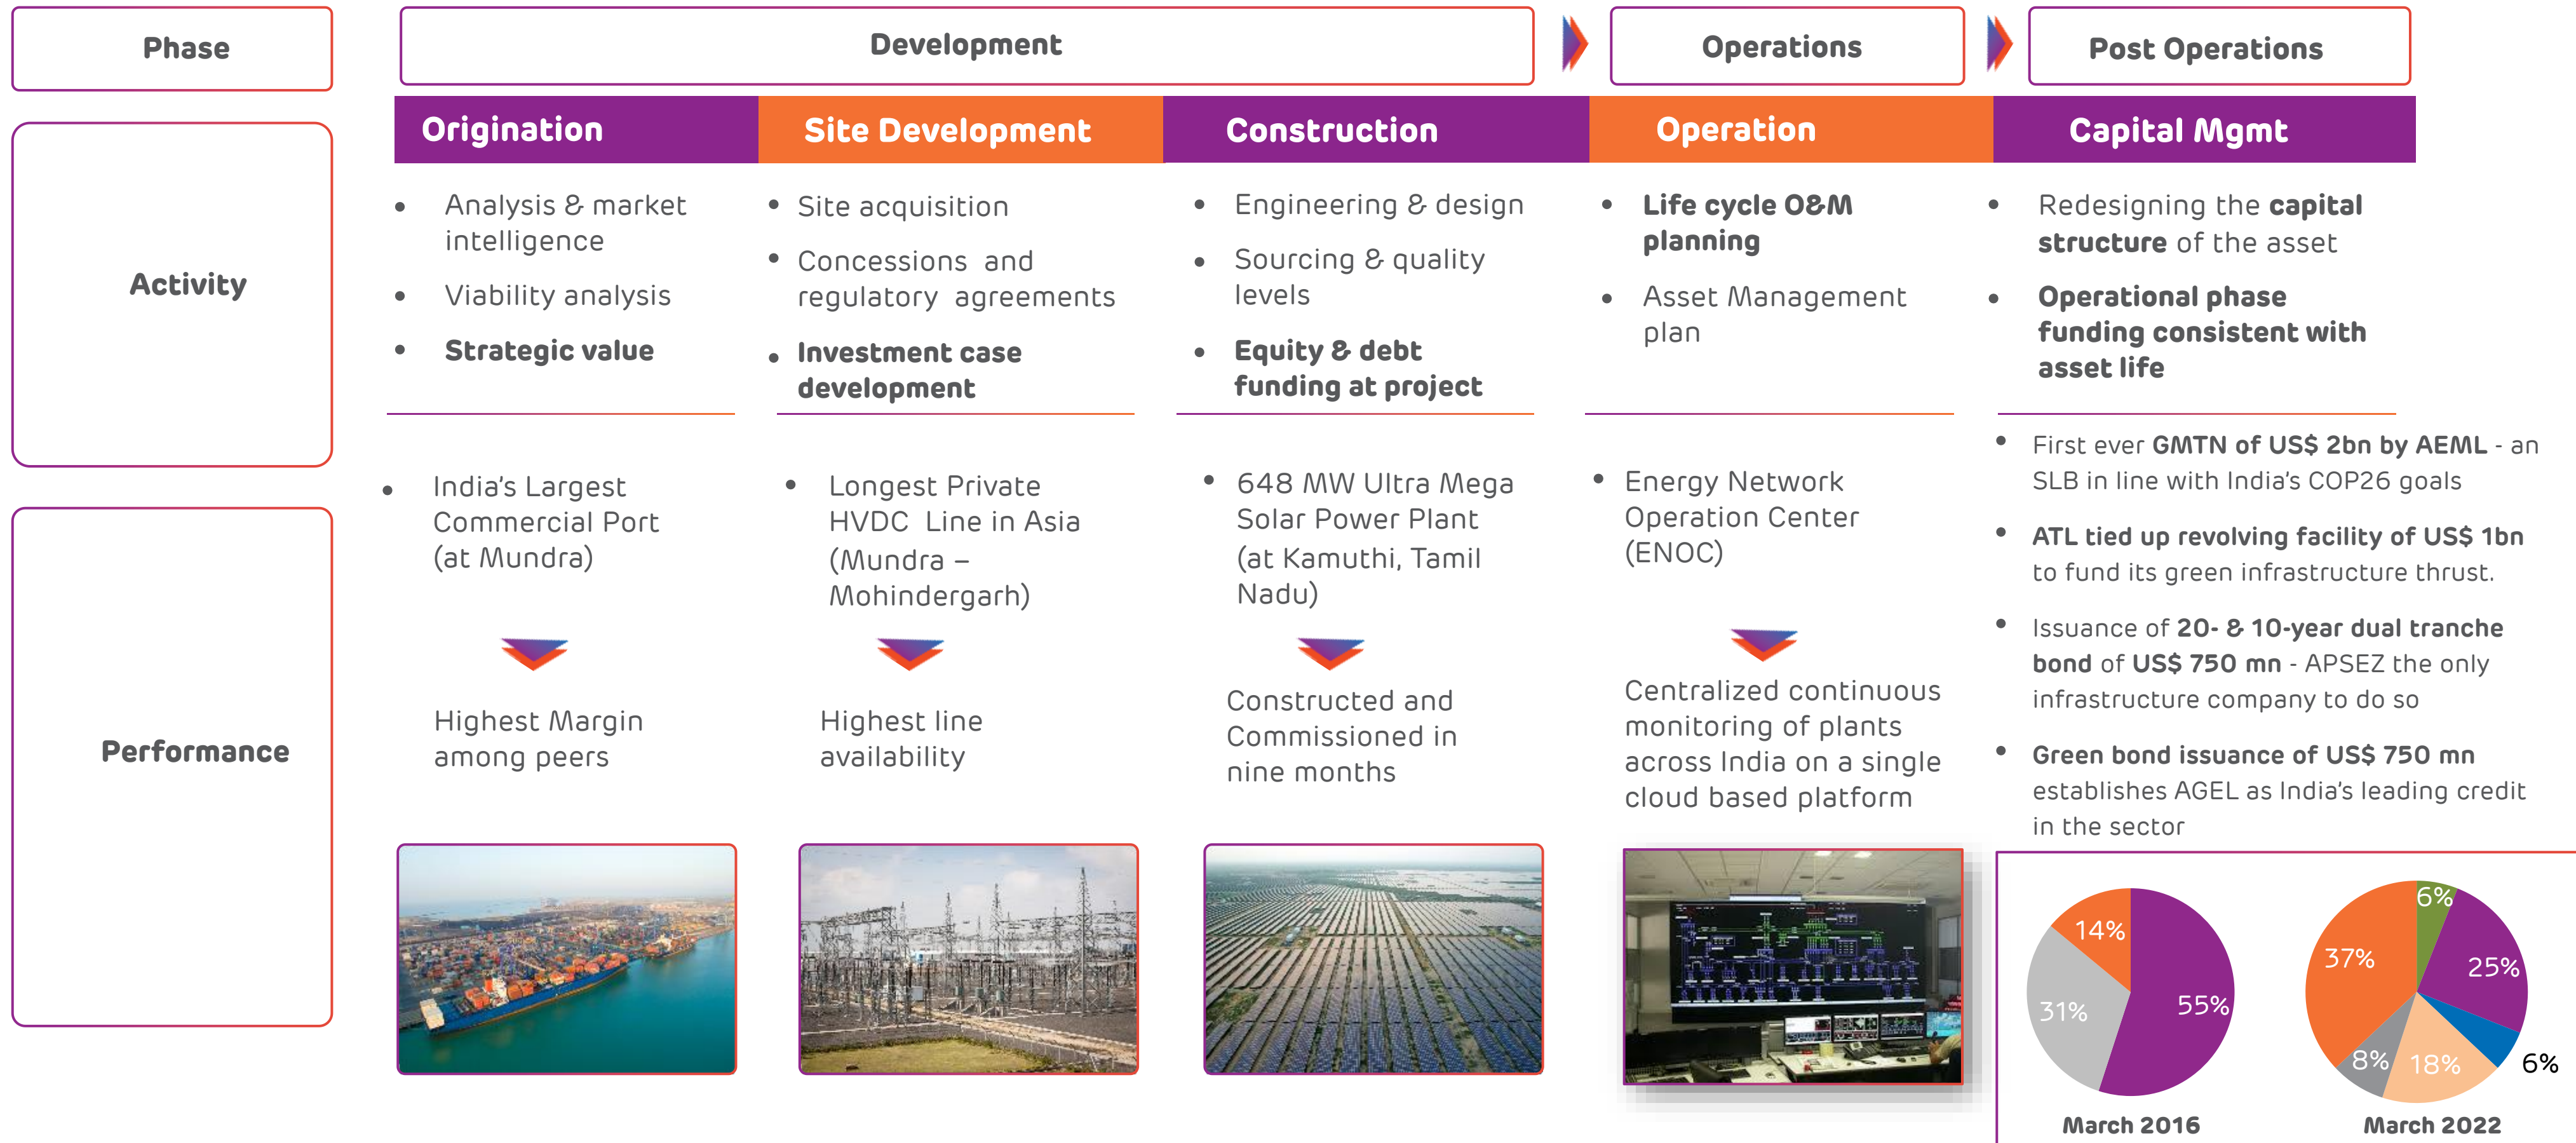 Phase
Development
Operations
Post Operations
Activity
Origination
Site Development
Construction
Operation
Capital Mgmt
• Analysis & market
intelligence
• Viability analysis
• Strategic value
• Site acquisition
• Concessions and
regulatory agreements
• Investment case
development
• Engineering & design
• Sourcing & quality
levels
• Equity & debt
funding at project
• Life cycle O&M
planning
• Asset Management
plan
• Redesigning the capital
structure of the asset
• Operational phase
funding consistent with
asset life
Performance
• India's Largest
Commercial Port
(at Mundra)
Highest Margin
among peers
• Longest Private
HVDC Line in Asia
(Mundra –
Mohindergarh)
Highest line
availability
• 648 MW Ultra Mega
Solar Power Plant
(at Kamuthi, Tamil
Nadu)
Constructed and
Commissioned in
nine months
• Energy Network
Operation Center
(ENOC)
Centralized continuous
monitoring of plants
across India on a single
cloud based platform
• First ever GMTN of US$ 2bn by AEML - an
SLB in line with India's COP26 goals
• ATL tied up revolving facility of US$ 1bn
to fund its green infrastructure thrust.
• Issuance of 20- & 10-year dual tranche
bond of US$ 750 mn - APSEZ the only
infrastructure company to do so
• Green bond issuance of US$ 750 mn
establishes AGEL as India's leading credit
in the sector
14%
31%
55%
March 2016
6%
37%
25%
8%
18%
6%
March 2022